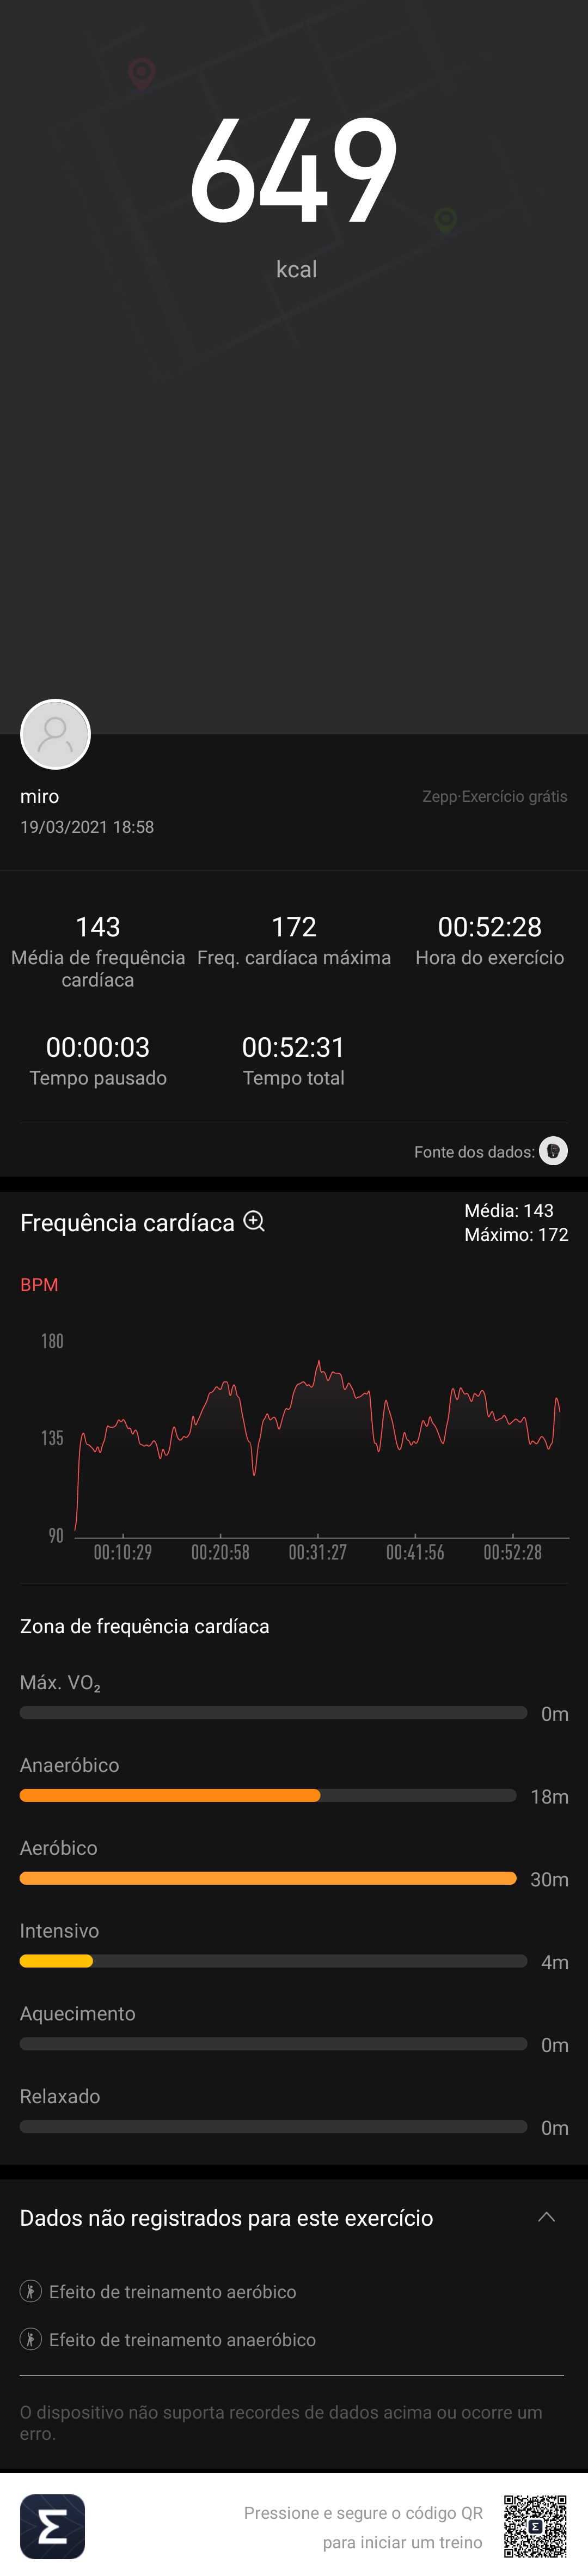 649
kcal
miro
Zepp·Exercício grátis
19/03/2021 18:58
143
172
00:52:28
Média de frequência
cardíaca
Freq. cardíaca máxima
Hora do exercício
00:00:03
00:52:31
Tempo pausado
Tempo total
Fonte dos dados:
Frequência cardíaca
Média: 143
Máximo: 172
BPM
180
135
90
00:10:29
00:20:58
00:31:27
00:41:56
00:52:28
Zona de frequência cardíaca
Máx. VO₂
0m
Anaeróbico
18m
Aeróbico
30m
Intensivo
4m
Aquecimento
0m
Relaxado
0m
Dados não registrados para este exercício
Efeito de treinamento aeróbico
Efeito de treinamento anaeróbico
O dispositivo não suporta recordes de dados acima ou ocorre um
erro.
Pressione e segure o código QR
para iniciar um treino